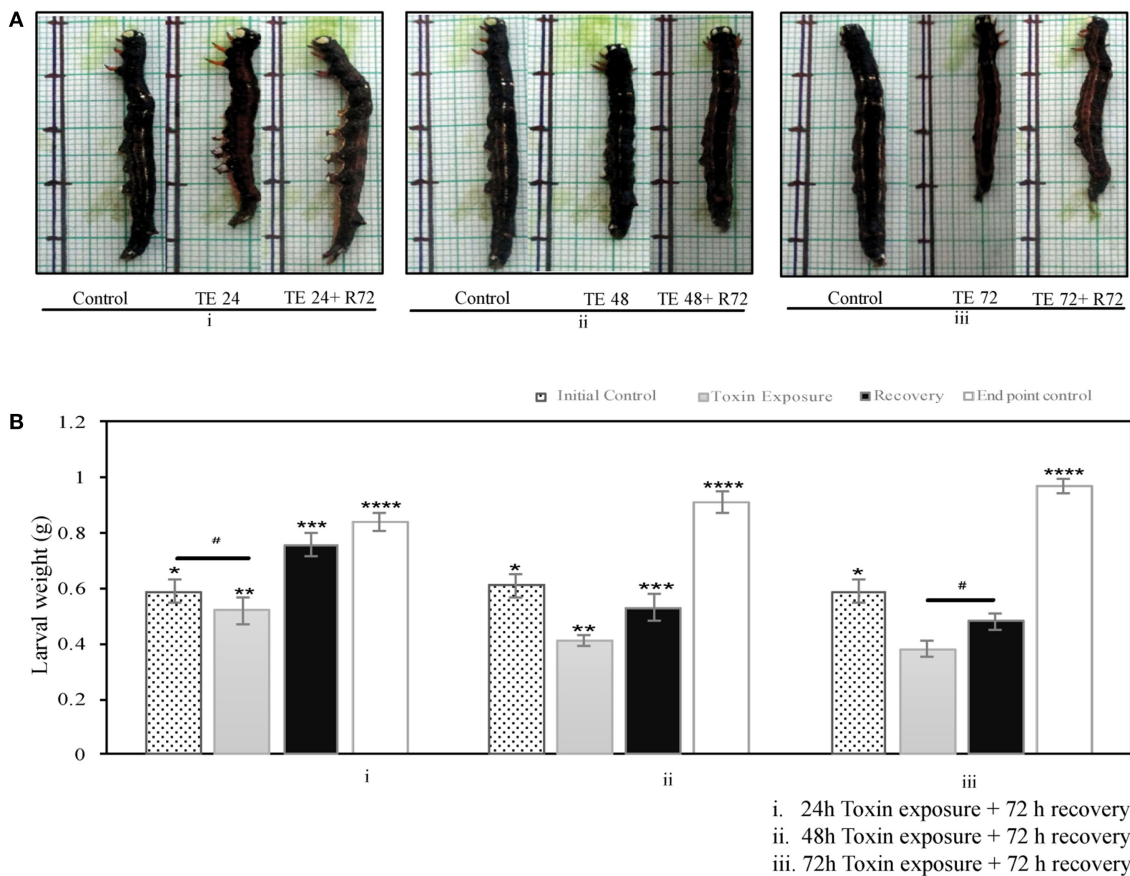 A
Control TE 24 TE 24+ R72
i
Control TE 48 TE 48+ R72
ii
Control TE 72 TE 72+ R72
iii
Initial Control Toxin Exposure Recovery End point control
B
Larval weight (g)
1.2
1
0.8
0.6
0.4
0.2
0
* # ** *** ****
* ** *** ****
* # ****
i ii iii
i. 24h Toxin exposure + 72 h recovery
ii. 48h Toxin exposure + 72 h recovery
iii. 72h Toxin exposure + 72 h recovery